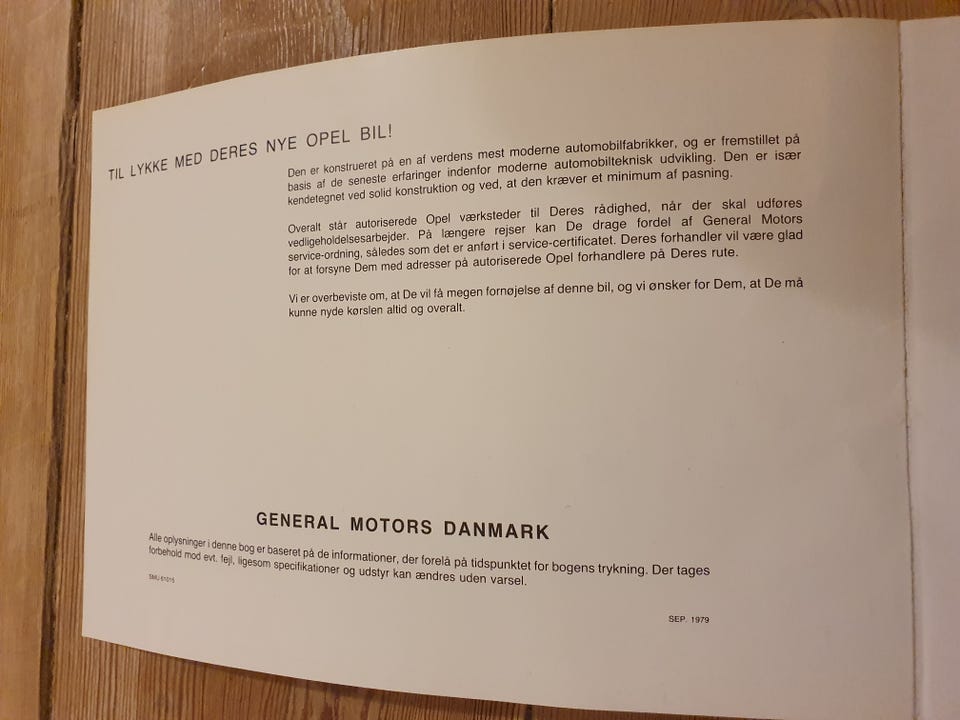 TIL LYKKE MED DERES NYE OPEL BIL!
Den er konstrueret på en af verdens mest moderne automobilfabrikker, og er fremstillet på
basis af de seneste erfaringer indenfor moderne automobilteknisk udvikling. Den er især
kendetegnet ved solid konstruktion og ved, at den kræver et minimum af pasning.
Overalt står autoriserede Opel værksteder til Deres rådighed, når der skal udføres
vedligeholdelsesarbejder. På længere rejser kan De drage fordel af General Motors
service-ordning, således som det er anført i service-certificatet. Deres forhandler vil være glad
for at forsyne Dem med adresser på autoriserede Opel forhandlere på Deres rute.
Vi er overbeviste om, at De vil få megen fornøjelse af denne bil, og vi ønsker for Dem, at De må
kunne nyde kørslen altid og overalt.
GENERAL MOTORS DANMARK
Alle oplysninger i denne bog er baseret på de informationer, der forelå på tidspunktet for bogens trykning. Der tages
forbehold mod evt. fejl, ligesom specifikationer og udstyr kan ændres uden varsel.
SMU
SEP. 1979